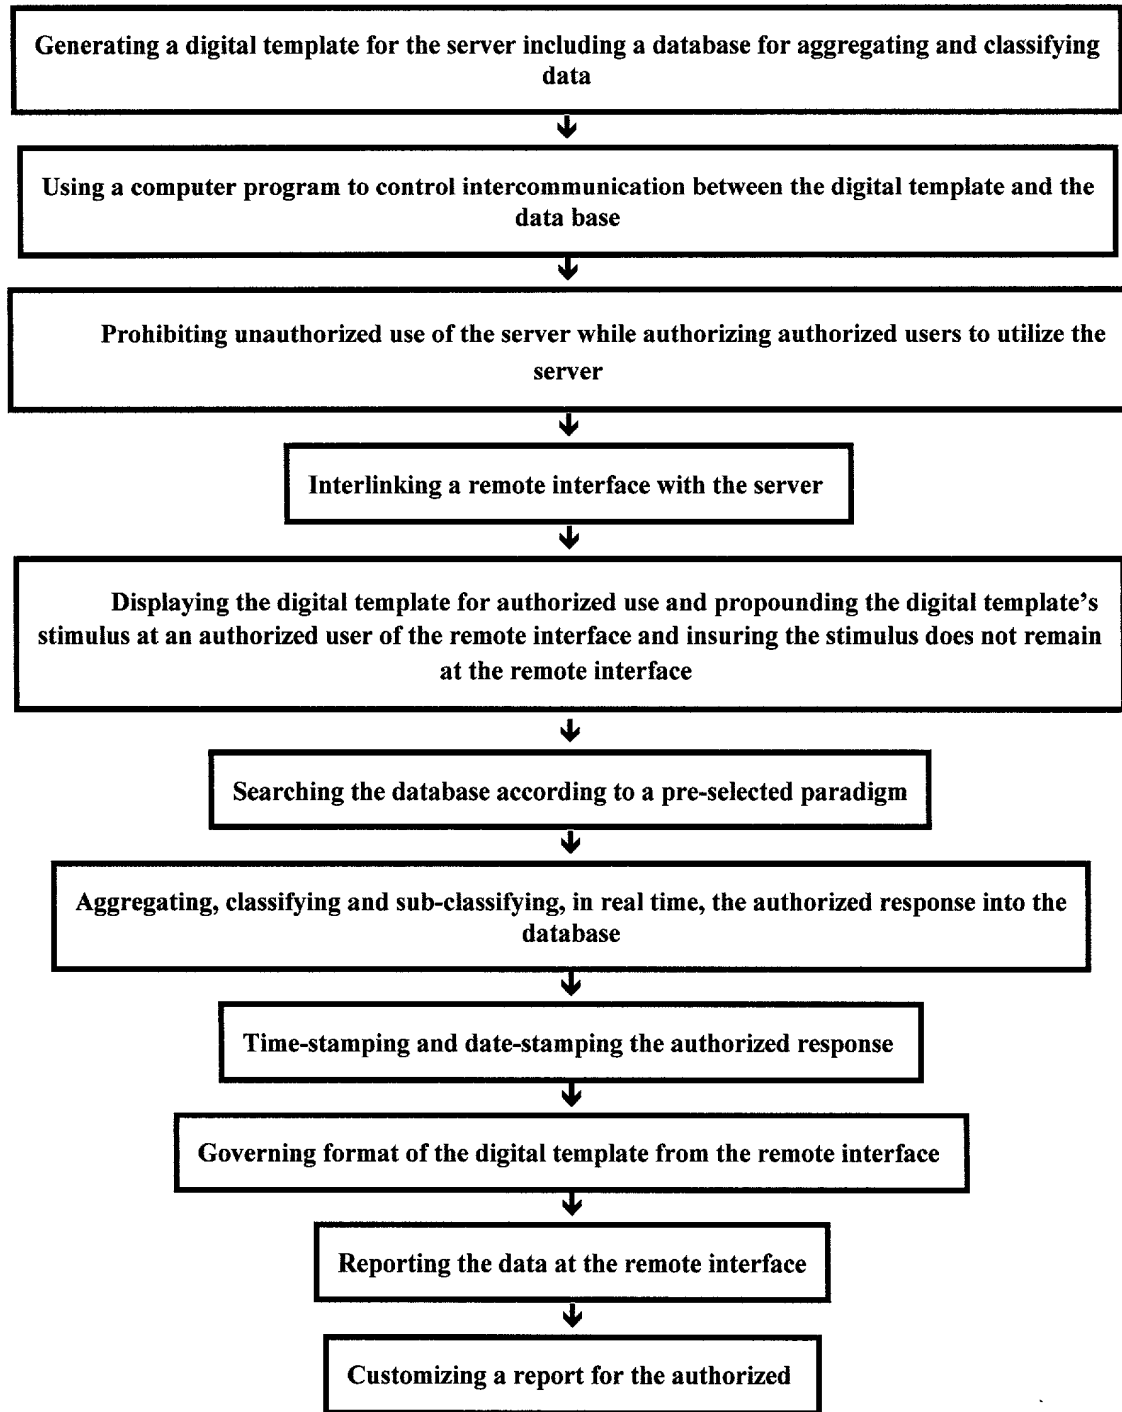 Generating a digital template for the server including a database for aggregating and classifying
data
Using a computer program to control intercommunication between the digital template and the
data base
Prohibiting unauthorized use of the server while authorizing authorized users to utilize the
server
Interlinking a remote interface with the server
Displaying the digital template for authorized use and propounding the digital template’s
stimulus at an authorized user of the remote interface and insuring the stimulus does not remain
at the remote interface
Searching the database according to a pre-selected paradigm
Aggregating, classifying and sub-classifying, in real time, the authorized response into the
database
Time-stamping and date-stamping the authorized response
Governing format of the digital template from the remote interface
Reporting the data at the remote interface
Customizing a report for the authorized